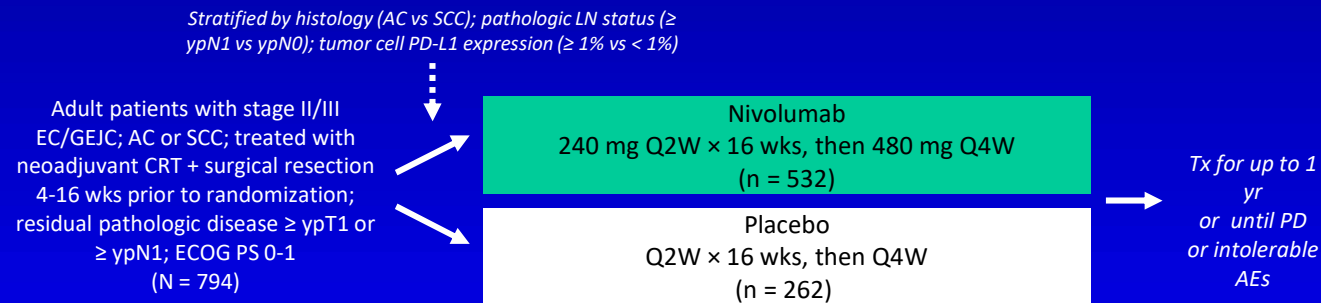 Stratified by histology (AC vs SCC); pathologic LN status (≥
ypN1 vs ypN0); tumor cell PD-L1 expression (≥ 1% vs < 1%)
Adult patients with stage II/III
EC/GEJC; AC or SCC; treated with
neoadjuvant CRT + surgical resection
4-16 wks prior to randomization;
residual pathologic disease ≥ ypT1 or
≥ ypN1; ECOG PS 0-1
(N = 794)
Nivolumab
240 mg Q2W × 16 wks, then 480 mg Q4W
(n = 532)
Placebo
Q2W × 16 wks, then Q4W
(n = 262)
Tx for up to 1
yr
or until PD
or intolerable
AEs